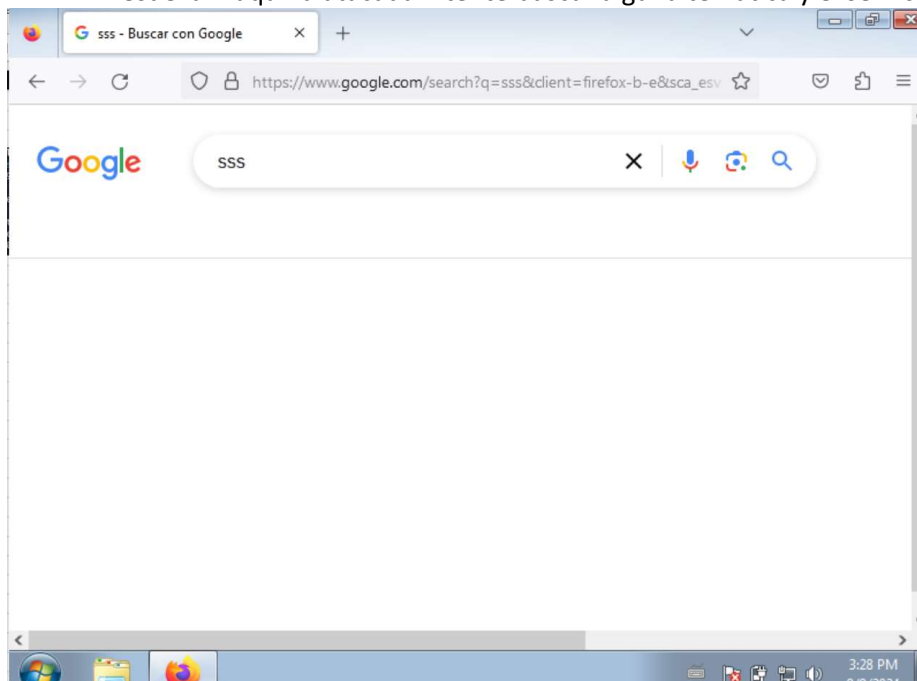 sss - Buscar con Google
https://www.google.com/search?q=sss&client=firefox-b-e&sca_esv
Google
sss
3:28 PM